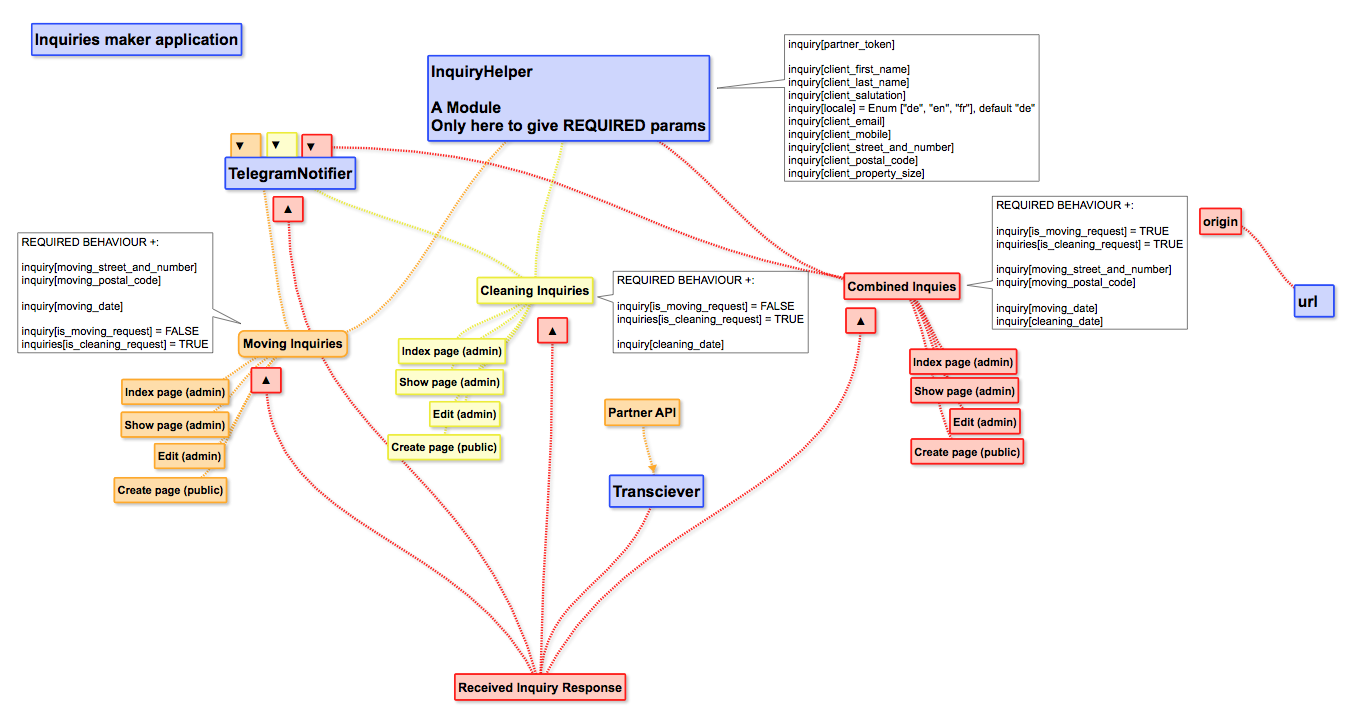 Inquiries maker application
InquiryHelper
A Module
Only here to give REQUIRED params
inquiry[partner_token]
inquiry[client_first_name]
inquiry[client_last_name]
inquiry[client_salutation]
inquiry[locale] = Enum ["de", "en", "fr"], default "de"
inquiry[client_email]
inquiry[client_mobile]
inquiry[client_street_and_number]
inquiry[client_postal_code]
inquiry[client_property_size]
▼
▼
▼
TelegramNotifier
▲
REQUIRED BEHAVIOUR +:
inquiry[moving_street_and_number]
inquiry[moving_postal_code]
inquiry[moving_date]
inquiry[is_moving_request] = FALSE
inquiries[is_cleaning_request] = TRUE
Moving Inquiries
▲
Index page (admin)
Show page (admin)
Edit (admin)
Create page (public)
Cleaning Inquiries
▲
REQUIRED BEHAVIOUR +:
inquiry[is_moving_request] = FALSE
inquiries[is_cleaning_request] = TRUE
inquiry[cleaning_date]
Index page (admin)
Show page (admin)
Edit (admin)
Create page (public)
Combined Inquies
▲
REQUIRED BEHAVIOUR +:
inquiry[is_moving_request] = TRUE
inquiries[is_cleaning_request] = TRUE
inquiry[moving_street_and_number]
inquiry[moving_postal_code]
inquiry[moving_date]
inquiry[cleaning_date]
Index page (admin)
Show page (admin)
Edit (admin)
Create page (public)
origin
url
Partner API
Transciever
Received Inquiry Response